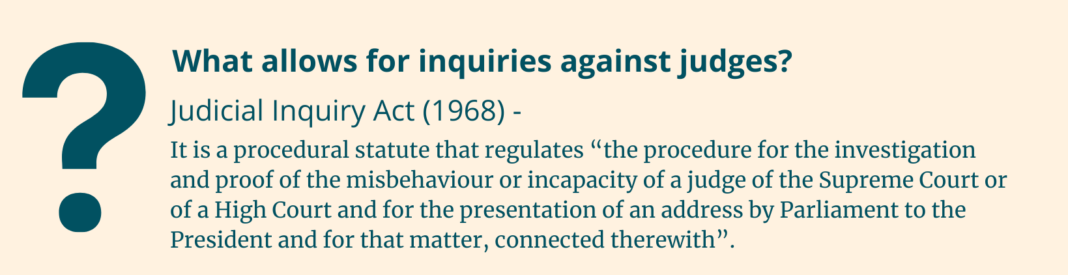 ?
What allows for inquiries against judges?
Judicial Inquiry Act (1968) -
It is a procedural statute that regulates “the procedure for the investigation
and proof of the misbehaviour or incapacity of a judge of the Supreme Court or
of a High Court and for the presentation of an address by Parliament to the
President and for that matter, connected therewith”.